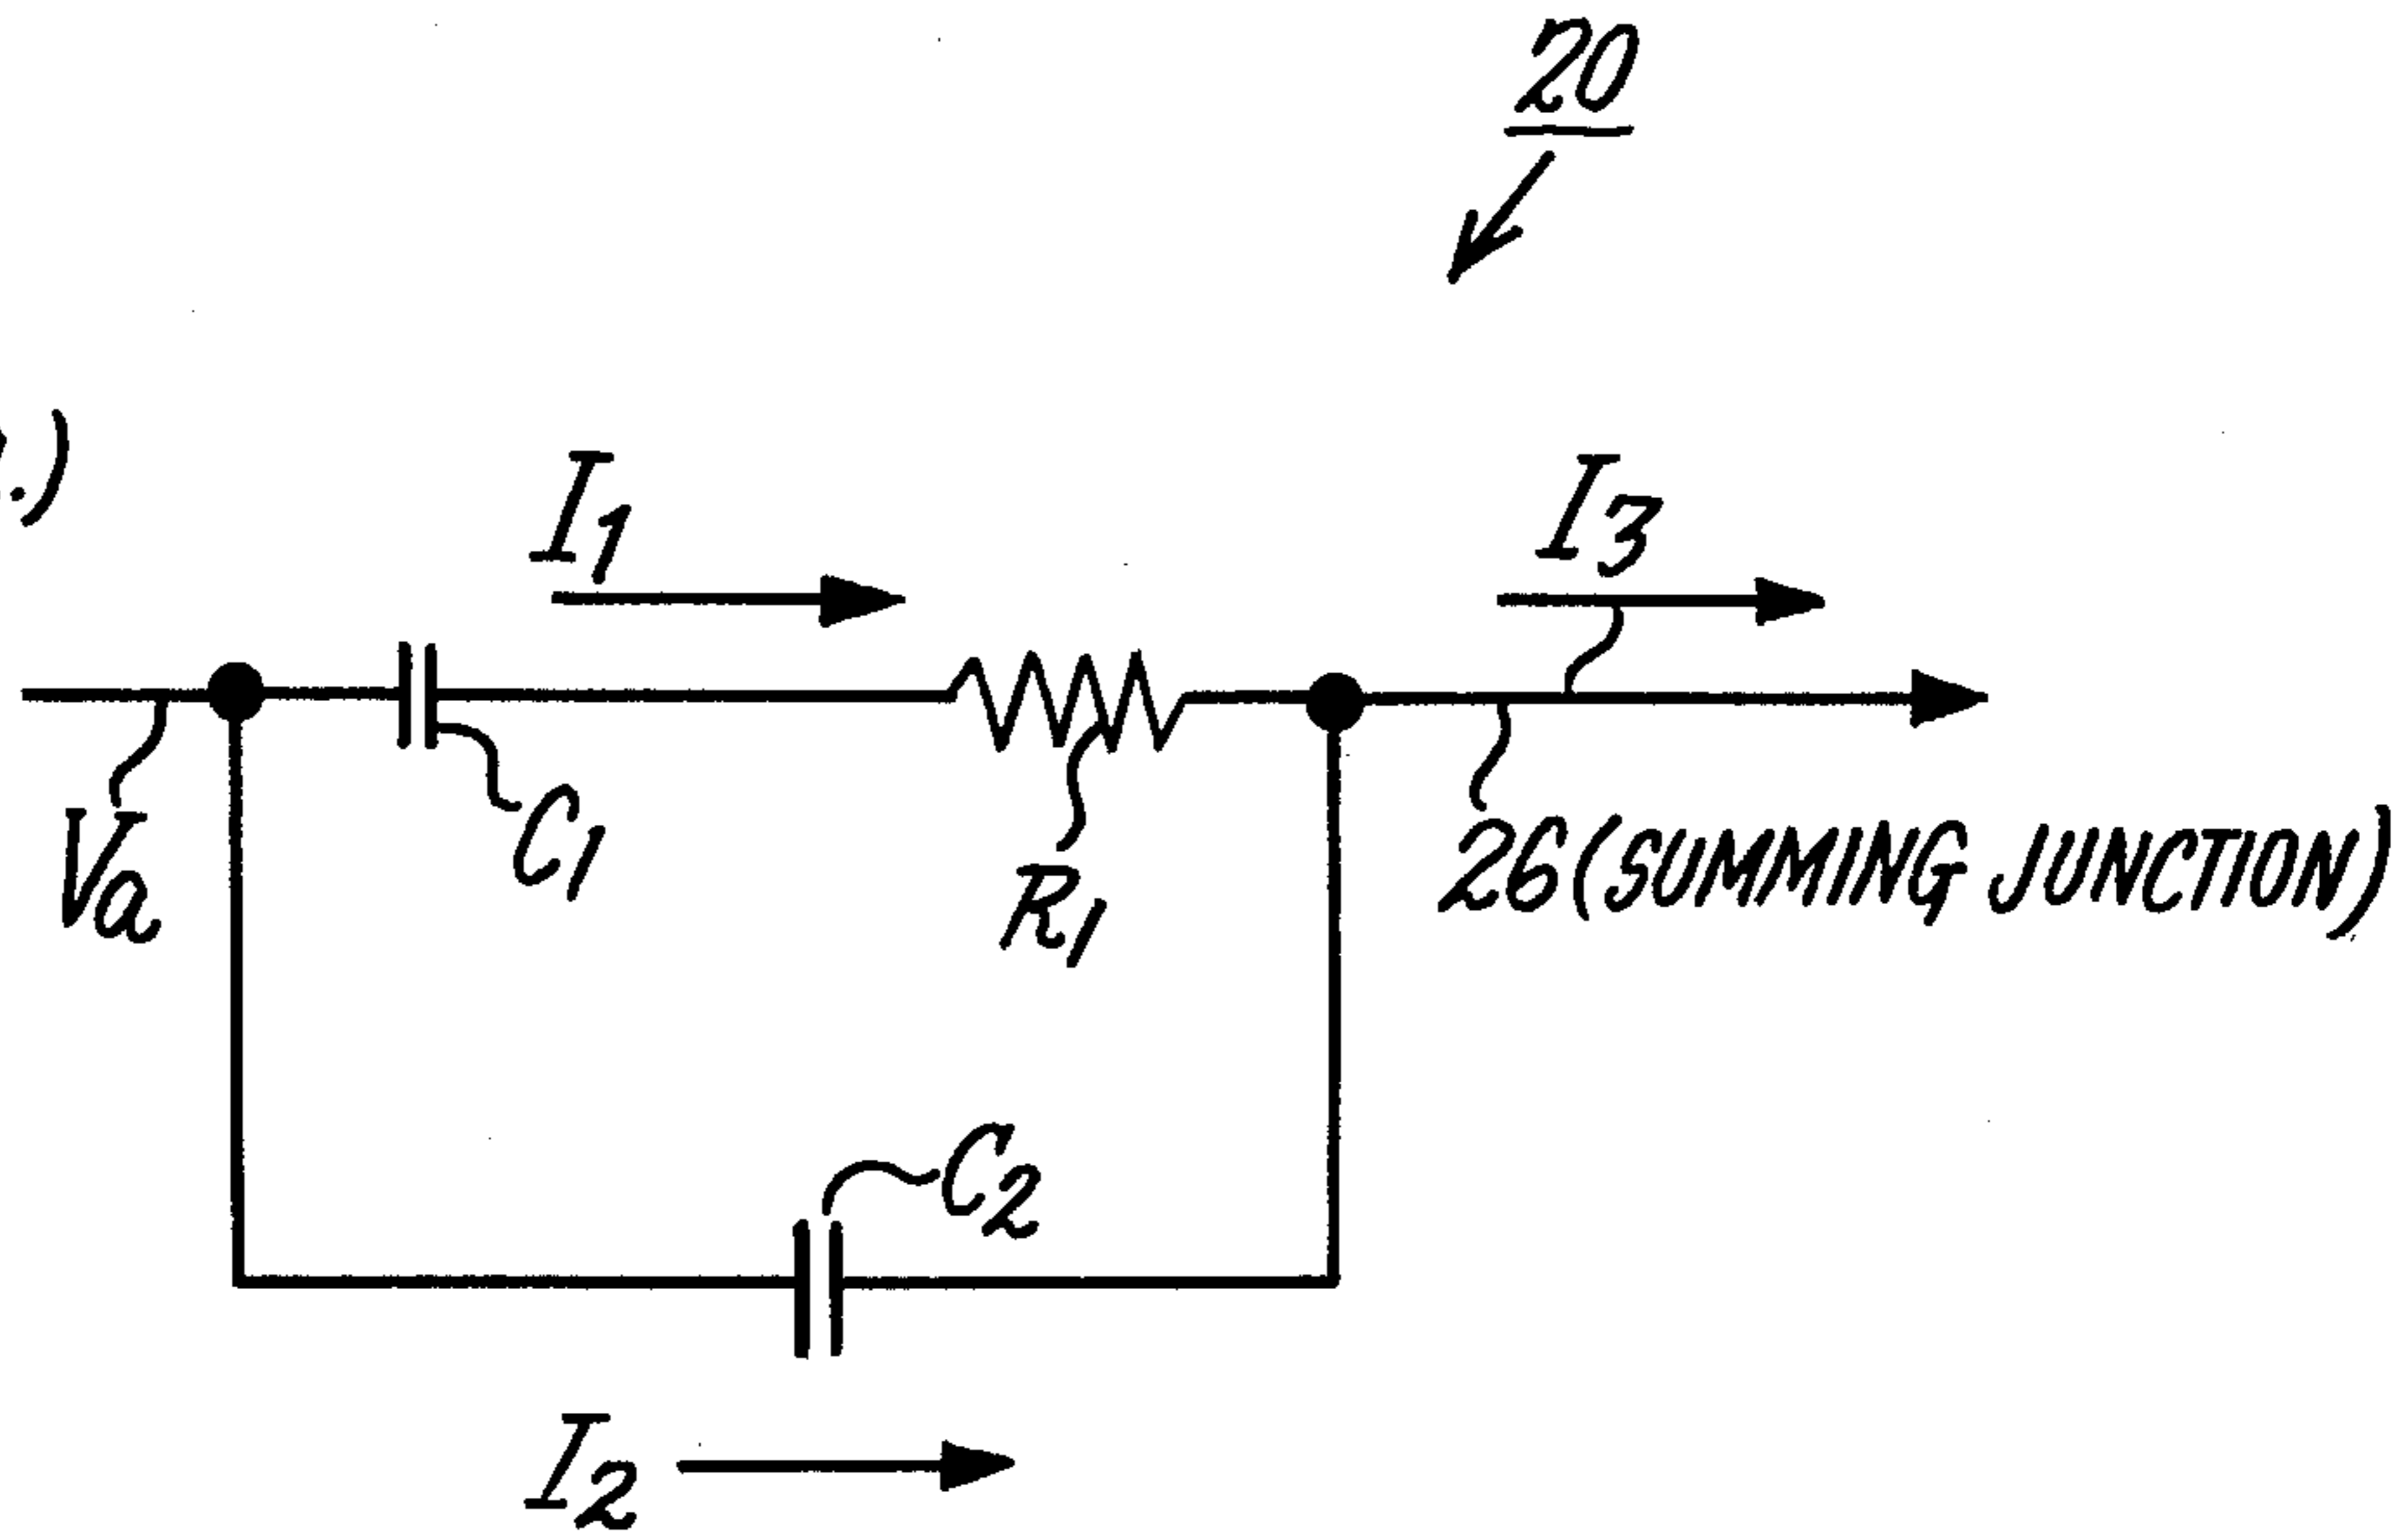 20
.)
I1
I3
Va
C1
R1
26 (SUMMING JUNCTION)
C2
I2